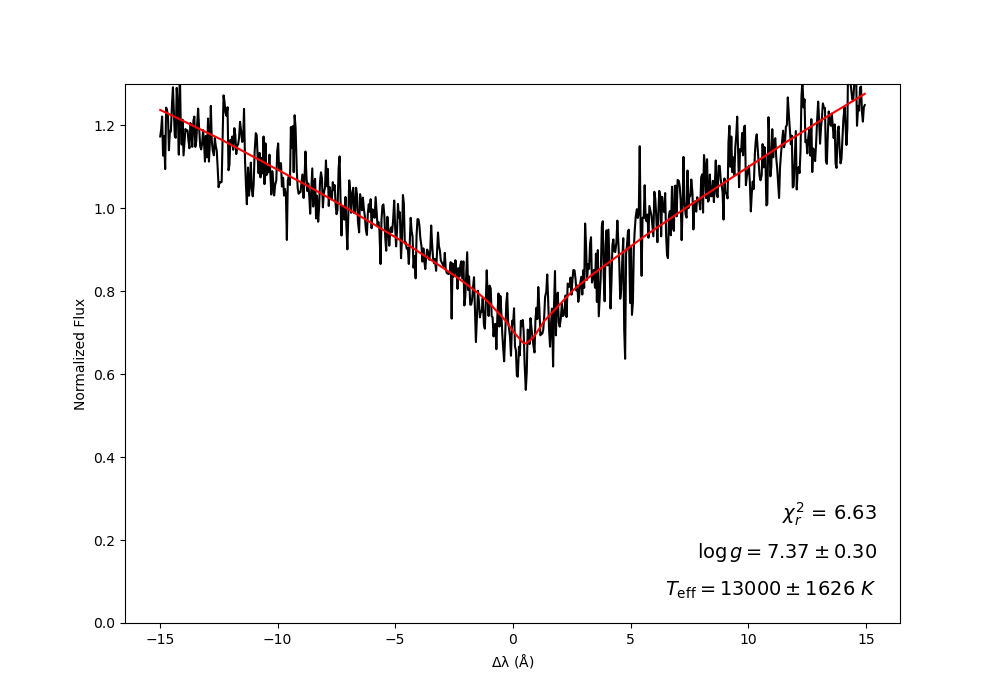 1.2
1.0
0.8
0.6
0.4
0.2
0.0
Normalized Flux
χ²ᵣ = 6.63
log g = 7.37 ± 0.30
T_eff = 13000 ± 1626 K
−15 −10 −5 0 5 10 15
Δλ (Å)